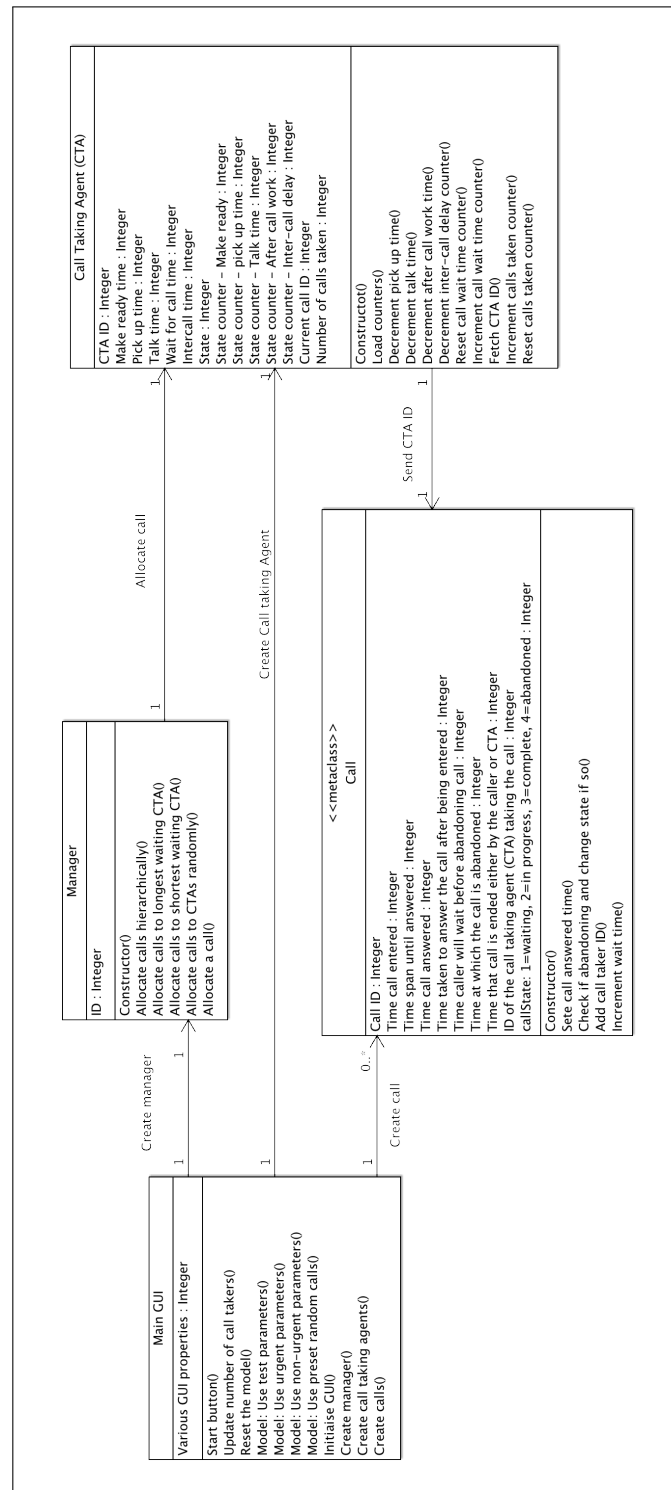 Main GUI
Various GUI properties : Integer
Start button()
Update number of call takers()
Reset the model()
Model: Use test parameters()
Model: Use urgent parameters()
Model: Use non-urgent parameters()
Model: Use preset random calls()
Initiaise GUI()
Create manager()
Create call taking agents()
Create calls()
1
Create manager
1
1
Create Call taking Agent
1
1
Create call
0..*
Manager
ID : Integer
Constructor()
Allocate calls hierarchically()
Allocate calls to longest waiting CTA()
Allocate calls to shortest waiting CTA()
Allocate calls to CTAs randomly()
Allocate a call()
1
Allocate call
1
<<metaclass>>
Call
Call ID : Integer
Time call entered : Integer
Time span until answered : Integer
Time call answered : Integer
Time taken to answer the call after being entered : Integer
Time caller will wait before abandoning call : Integer
Time at which the call is abandoned : Integer
Time that call is ended either by the caller or CTA : Integer
ID of the call taking agent (CTA) taking the call : Integer
callState: 1=waiting, 2=in progress, 3=complete, 4=abandoned : Integer
Constructor()
Sete call answered time()
Check if abandoning and change state if so()
Add call taker ID()
Increment wait time()
1
Send CTA ID
1
Call Taking Agent (CTA)
CTA ID : Integer
Make ready time : Integer
Pick up time : Integer
Talk time : Integer
Wait for call time : Integer
Intercall time : Integer
State : Integer
State counter - Make ready : Integer
State counter - pick up time : Integer
State counter - Talk time : Integer
State counter - After call work : Integer
State counter - Inter-call delay : Integer
Current call ID : Integer
Number of calls taken : Integer
Constructot()
Load counters()
Decrement pick up time()
Decrement talk time()
Decrement after call work time()
Decrement inter-call delay counter()
Reset call wait time counter()
Increment call wait time counter()
Fetch CTA ID()
Increment calls taken counter()
Reset calls taken counter()